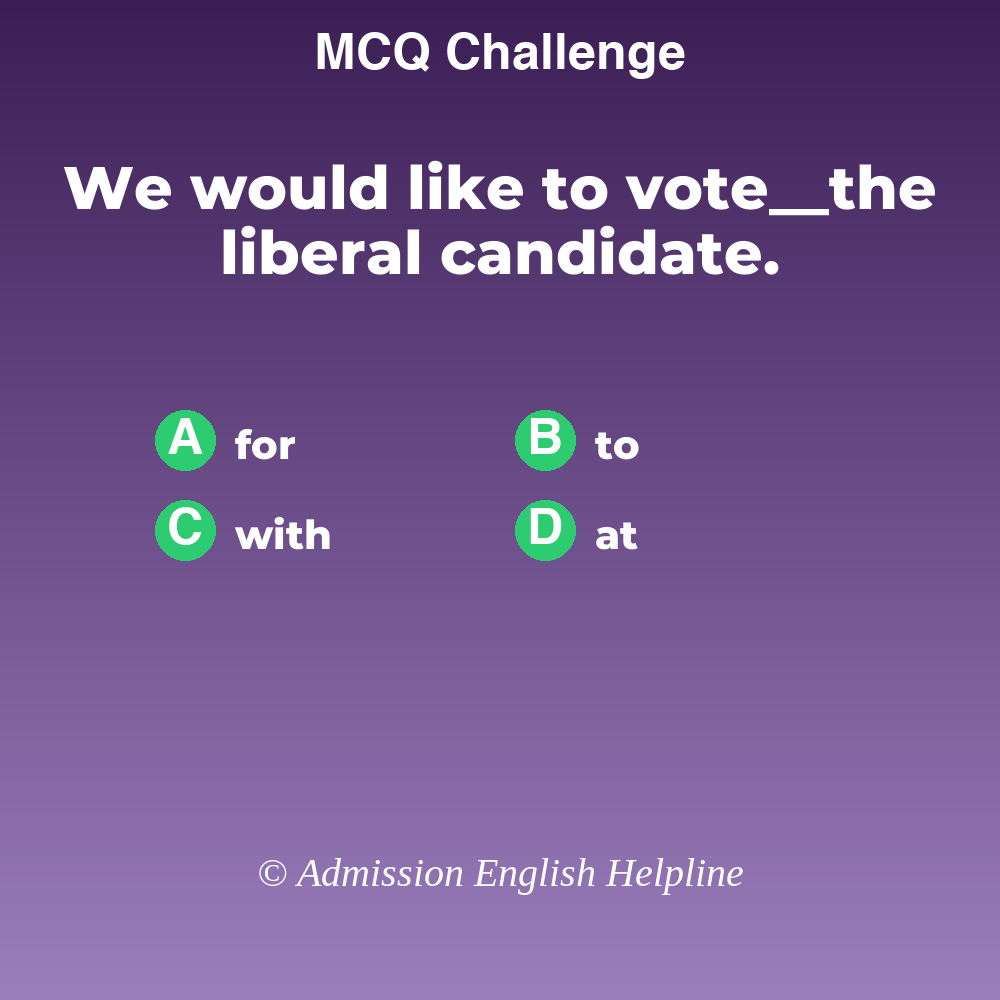 MCQ Challenge
We would like to vote__the
liberal candidate.
A for
B to
C with
D at
© Admission English Helpline